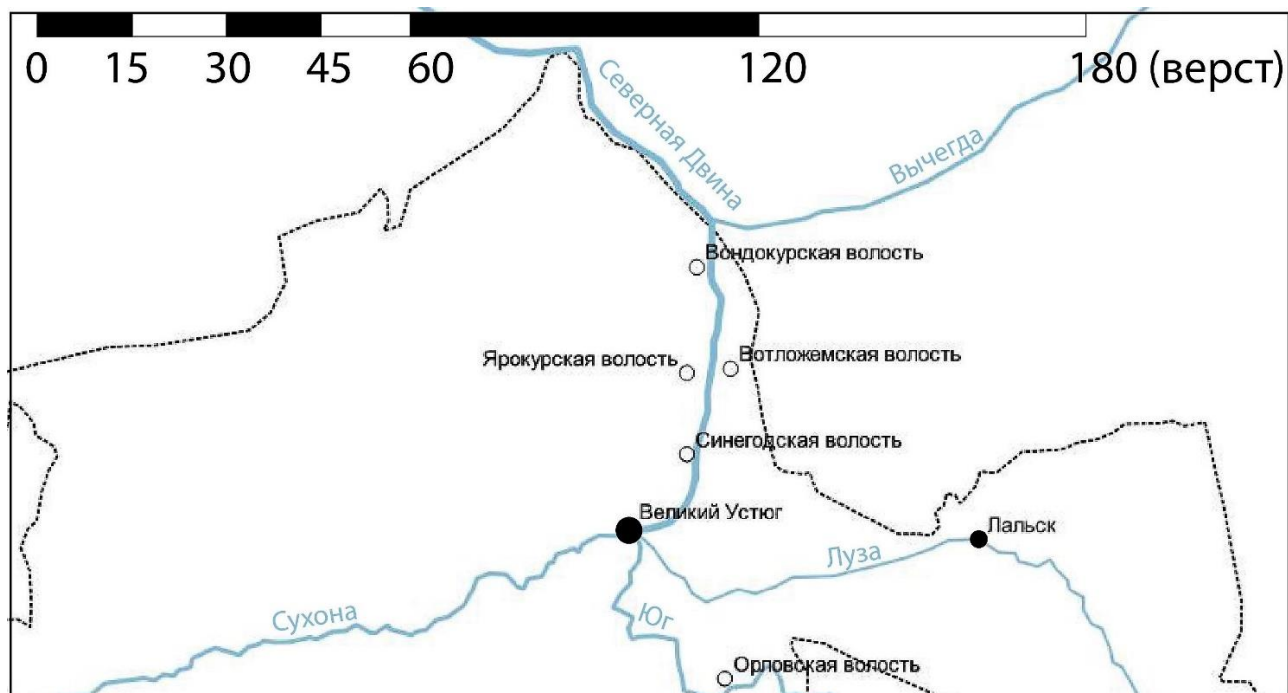 0 15 30 45 60 120 180 (верст)
Северная Двина
Вычегда
Вондокурская волость
Ярокурская волость
Вотложемская волость
Синегодская волость
Великий Устюг
Лальск
Луза
Сухона
Юг
Орловская волость